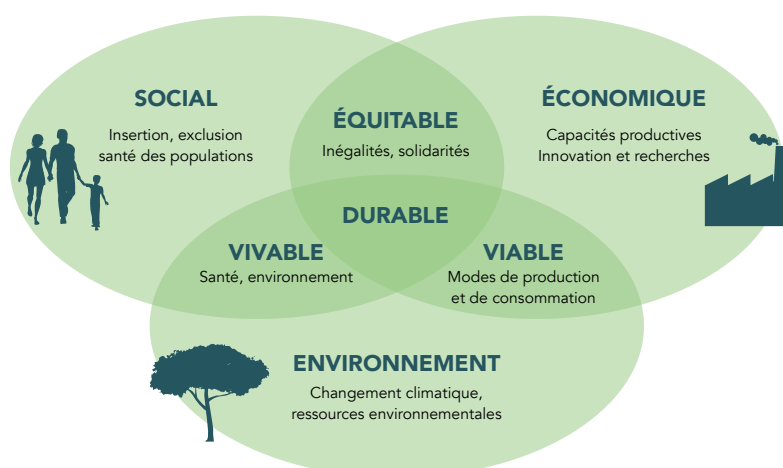 SOCIAL
Insertion, exclusion
santé des populations
ÉQUITABLE
Inégalités, solidarités
ÉCONOMIQUE
Capacités productives
Innovation et recherches
DURABLE
VIVABLE
Santé, environnement
VIABLE
Modes de production
et de consommation
ENVIRONNEMENT
Changement climatique,
ressources environnementales